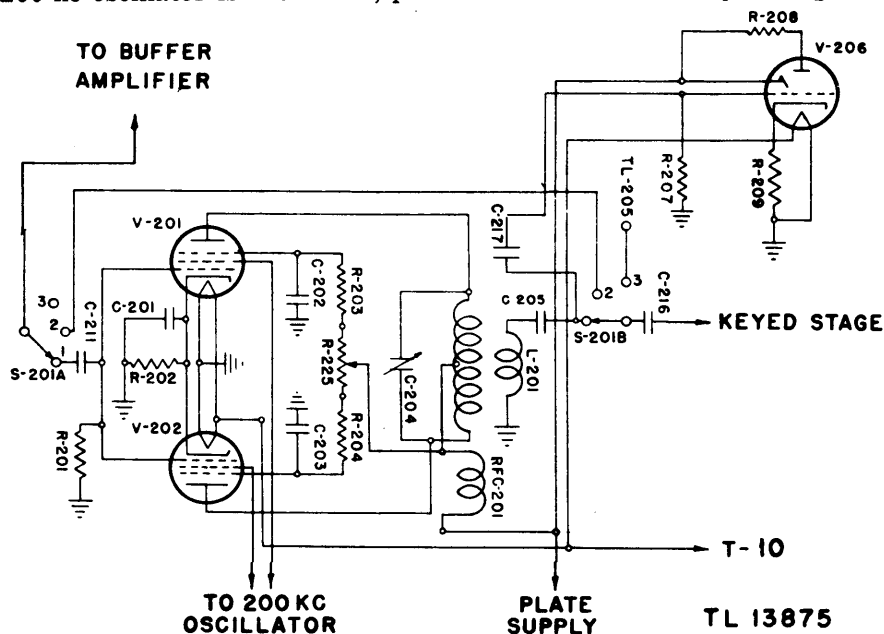 R-208
TO BUFFER
AMPLIFIER
V-206
TL-205
R-207
R-209
C-217
V-201
C-202
R-203
3
2
C-211
C-201
1
S-201A
R-202
R-225
C-204
C 205
L-201
2
3
C-216
S-201B
KEYED STAGE
V-202
R-201
C-203
R-204
RFC-201
T-10
TO 200 KC
OSCILLATOR
PLATE
SUPPLY
TL 13875